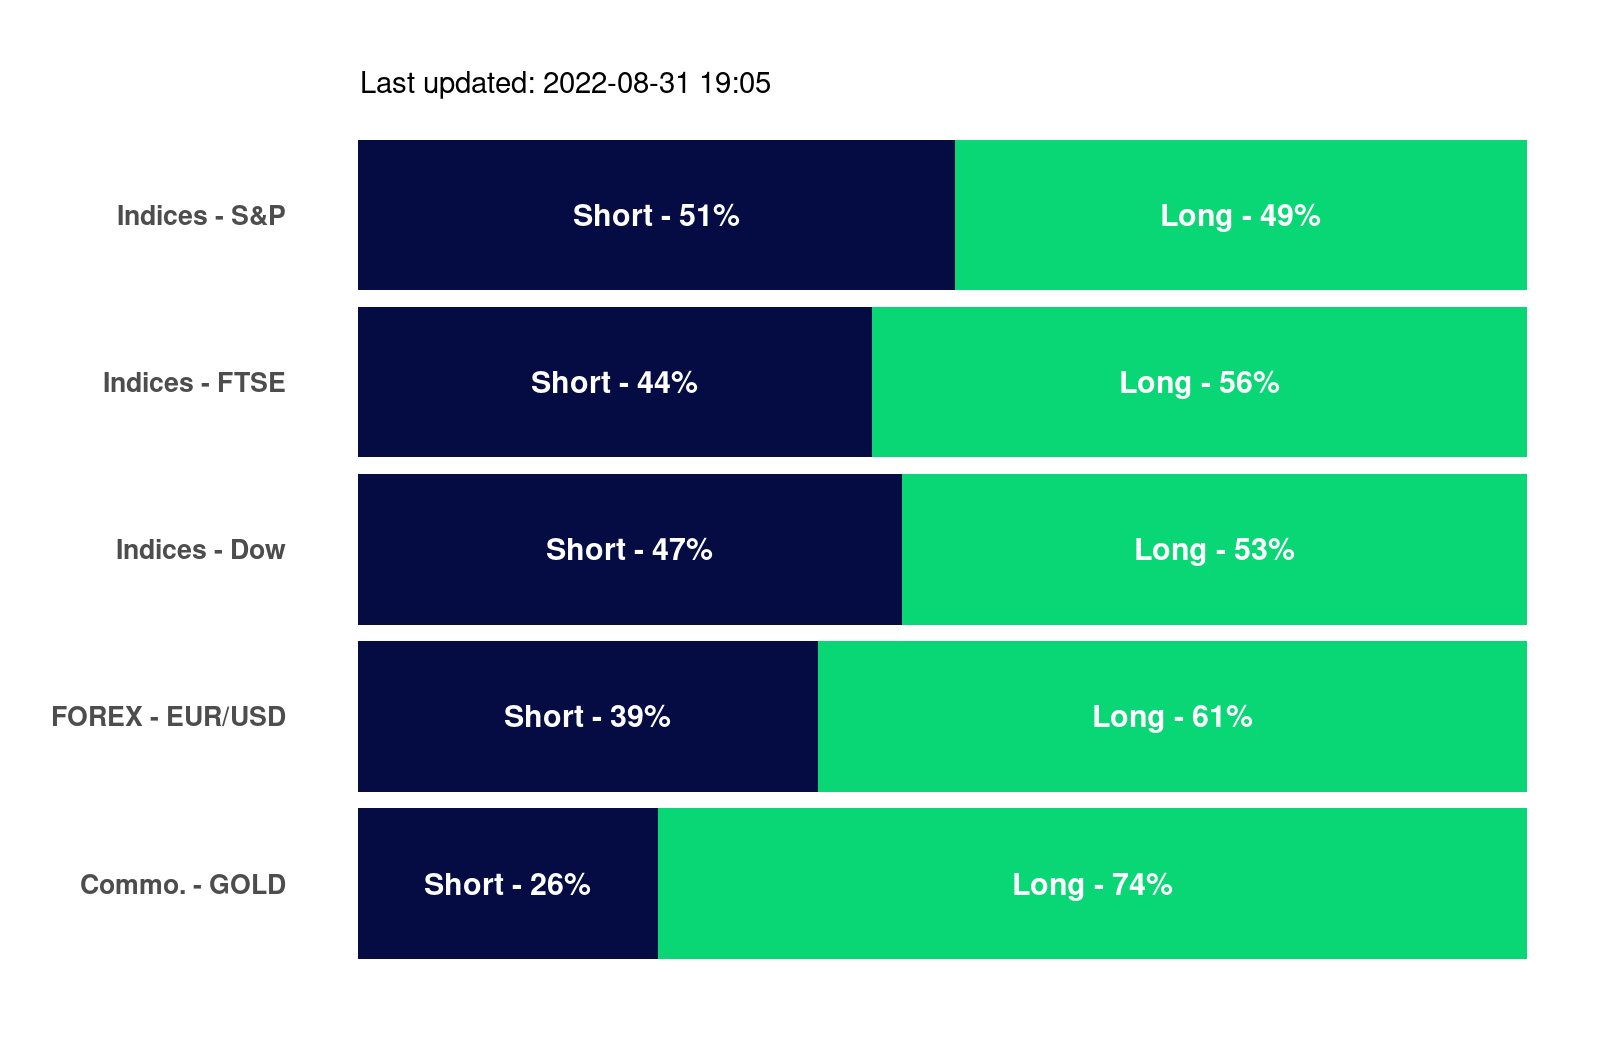 Last updated: 2022-08-31 19:05
Indices - S&P
Short - 51%
Long - 49%
Indices - FTSE
Short - 44%
Long - 56%
Indices - Dow
Short - 47%
Long - 53%
FOREX - EUR/USD
Short - 39%
Long - 61%
Commo. - GOLD
Short - 26%
Long - 74%